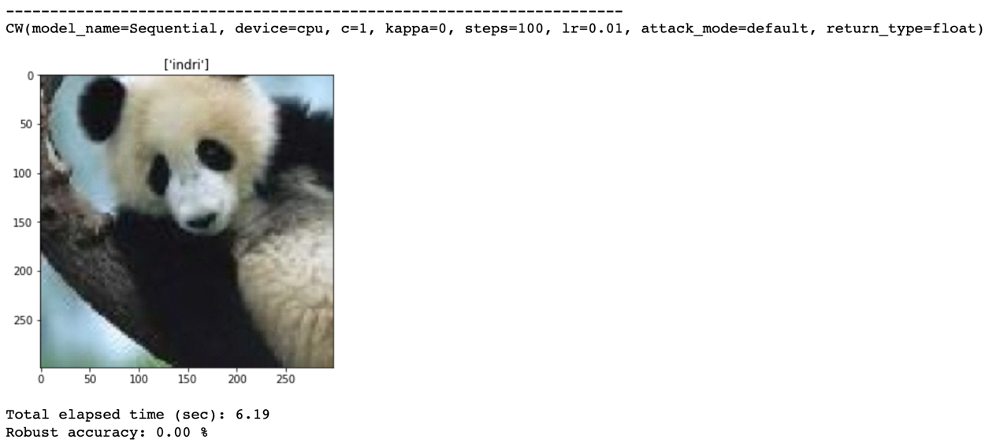 ----------------------------------------------------------------------
CW(model_name=Sequential, device=cpu, c=1, kappa=0, steps=100, lr=0.01, attack_mode=default, return_type=float)
['indri']
0
50
100
150
200
250
0 50 100 150 200 250
Total elapsed time (sec): 6.19
Robust accuracy: 0.00 %